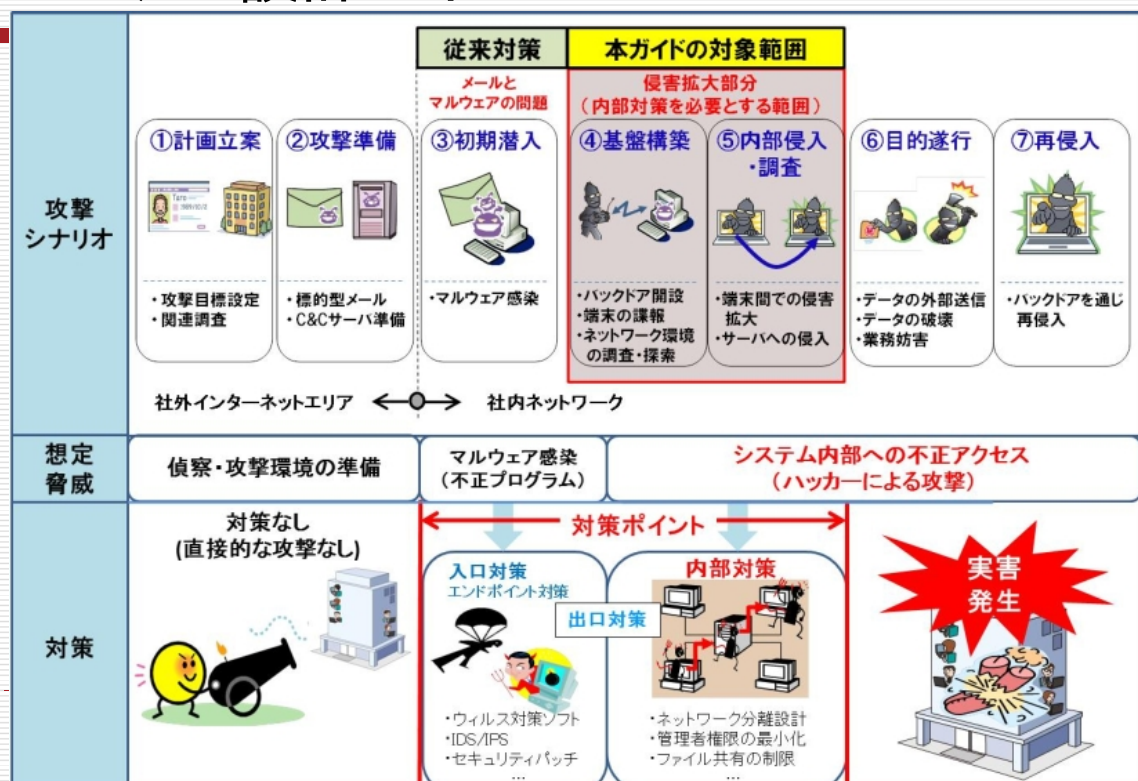 従来対策
本ガイドの対象範囲
メールと
マルウェアの問題
侵害拡大部分
（内部対策を必要とする範囲）
攻撃
シナリオ
①計画立案
・攻撃目標設定
・関連調査
②攻撃準備
・標的型メール
・C&Cサーバ準備
③初期潜入
・マルウェア感染
④基盤構築
・バックドア開設
・端末の諜報
・ネットワーク環境
の調査・探索
⑤内部侵入
・調査
・端末間での侵害
拡大
・サーバへの侵入
⑥目的遂行
・データの外部送信
・データの破壊
・業務妨害
⑦再侵入
・バックドアを通じ
再侵入
社外インターネットエリア
社内ネットワーク
想定
脅威
偵察・攻撃環境の準備
マルウェア感染
(不正プログラム)
システム内部への不正アクセス
（ハッカーによる攻撃）
対策
対策なし
(直接的な攻撃なし)
対策ポイント
入口対策
エンドポイント対策
・ウィルス対策ソフト
・IDS/IPS
・セキュリティパッチ
…
出口対策
内部対策
・ネットワーク分離設計
・管理者権限の最小化
・ファイル共有の制限
…
実害
発生